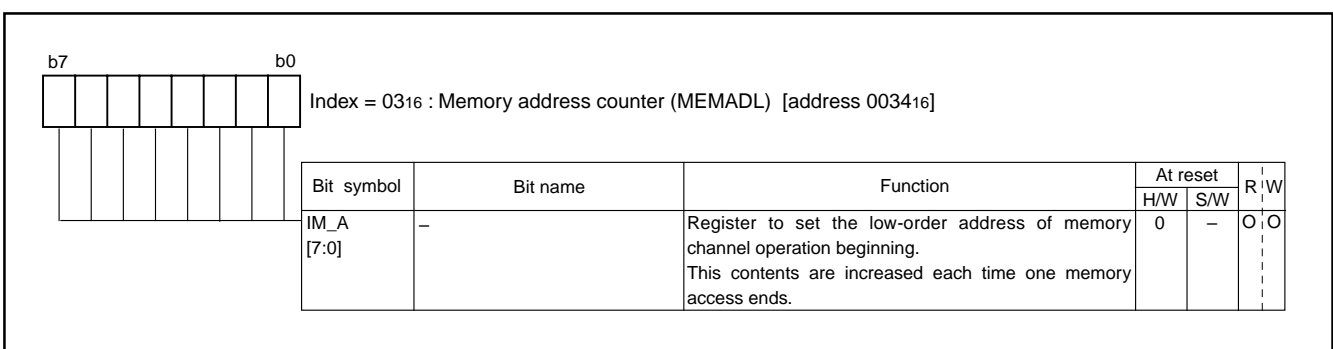 b7 b0
Index = 0316 : Memory address counter (MEMADL) [address 003416]
Bit symbol Bit name Function At reset R W
H/W S/W
IM_A – Register to set the low-order address of memory 0 – O O
[7:0] channel operation beginning.
This contents are increased each time one memory
access ends.